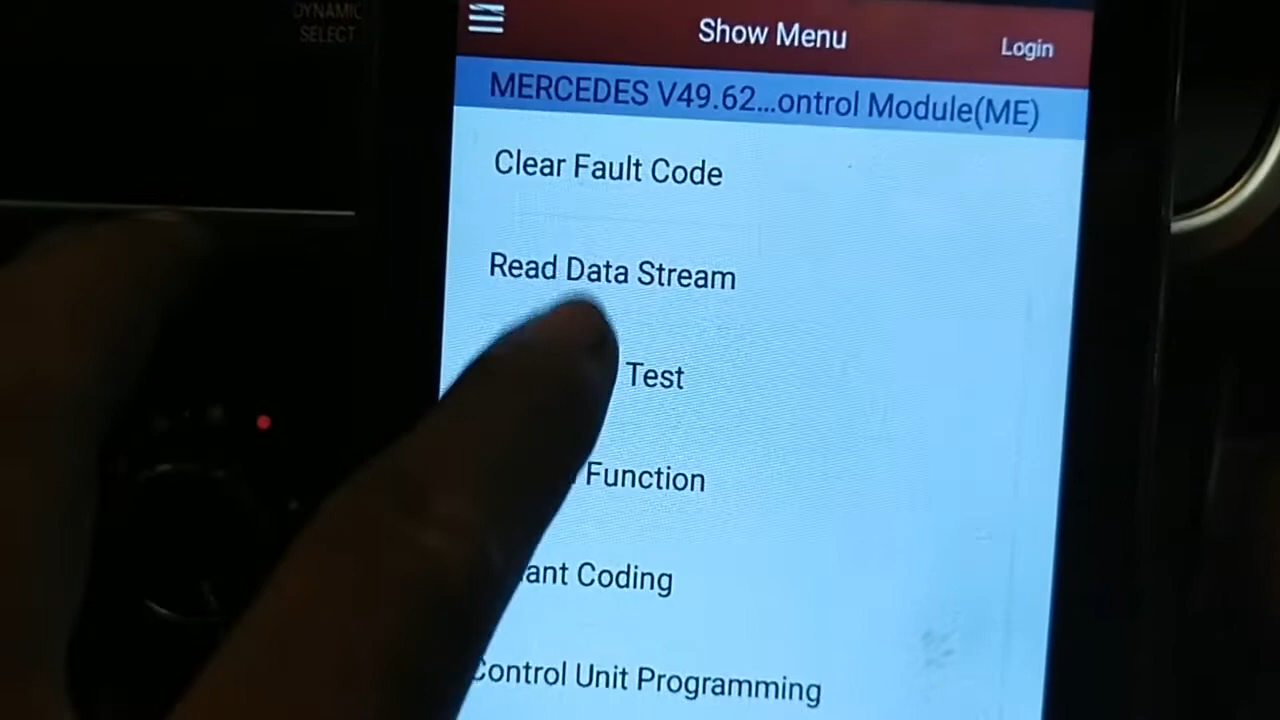 DYNAMIC
SELECT
Show Menu
Login
MERCEDES V49.62...ontrol Module(ME)
Clear Fault Code
Read Data Stream
Test
Function
ant Coding
Control Unit Programming